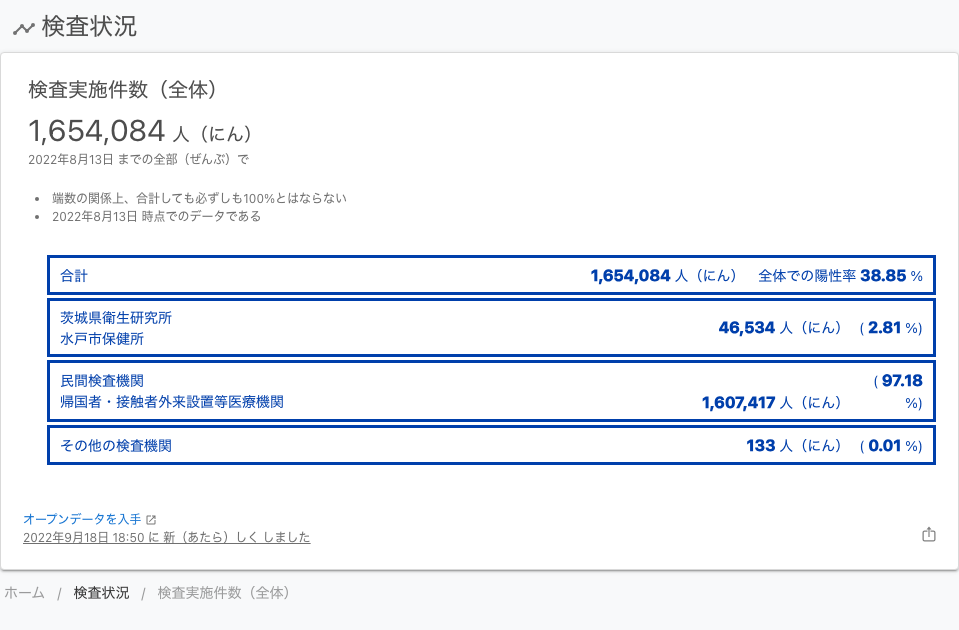 検査状況
検査実施件数（全体）
1,654,084 人（にん）
2022年8月13日 までの全部（ぜんぶ）で
• 端数の関係上、合計しても必ずしも100%とはならない
• 2022年8月13日 時点でのデータである
合計 1,654,084 人（にん） 全体での陽性率 38.85 %
茨城県衛生研究所
水戸市保健所
46,534 人（にん） ( 2.81 %)
民間検査機関
帰国者・接触者外来設置等医療機関
1,607,417 人（にん） ( 97.18
%)
その他の検査機関 133 人（にん） ( 0.01 %)
オープンデータを入手
2022年9月18日 18:50 に 新（あたら）しく しました
ホーム / 検査状況 / 検査実施件数（全体）